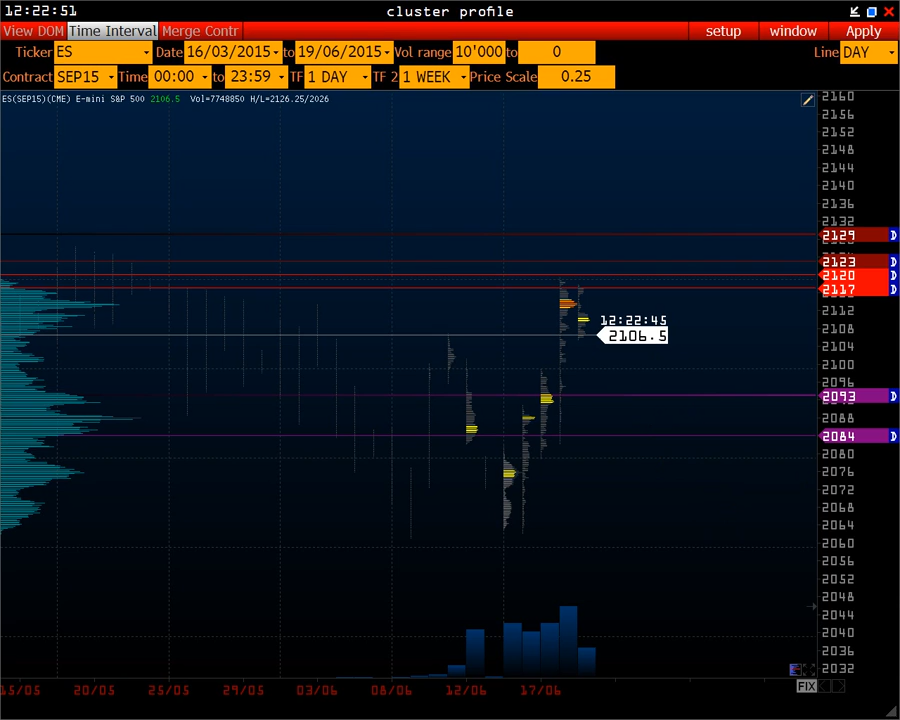 12:22:51 cluster profile
View DOM Time Interval Merge Contr setup window Apply
Ticker ES Date 16/03/2015 to 19/06/2015 Vol range 10'000 to 0 Line DAY
Contract SEP15 Time 00:00 to 23:59 TF 1 DAY TF 2 1 WEEK Price Scale 0.25
ES(SEP15)(CME) E-mini S&P 500 2106.5 Vol=7748850 H/L=2126.25/2026
2160
2156
2152
2148
2144
2140
2136
2132
2129 D
2123 D
2120 D
2117 D
2112
12:22:45
2108
2106.5
2104
2100
2096
2093 D
2088
2084 D
2080
2076
2072
2068
2064
2060
2056
2052
2048
2044
2040
2036
2032
15/05 20/05 25/05 29/05 03/06 08/06 12/06 17/06 FIX